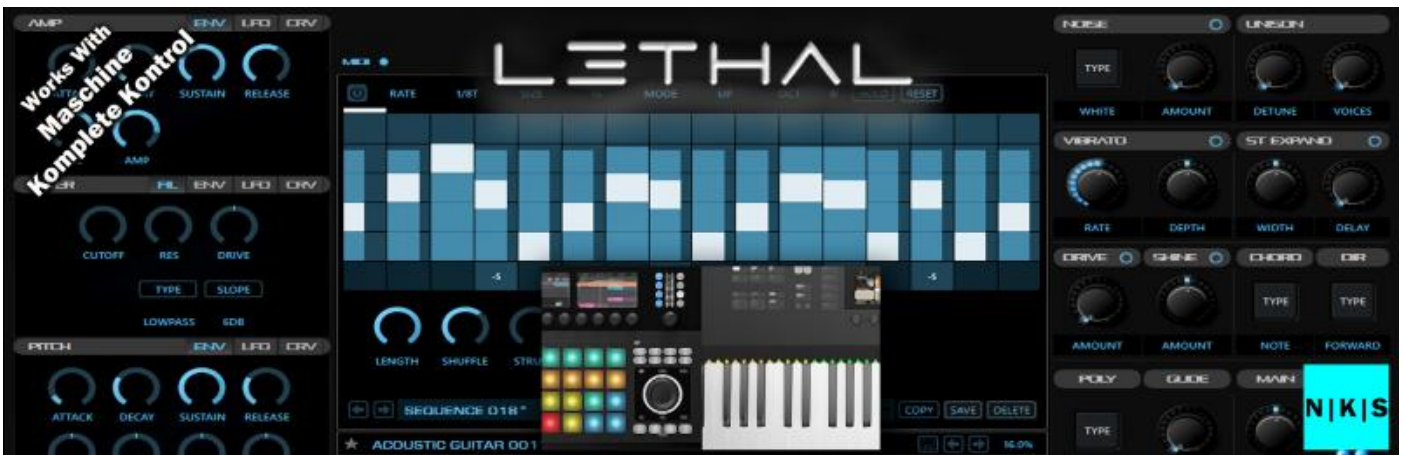 AMP ENV LFO CRV
Works With
Maschine
Komplete Kontrol
SUSTAIN RELEASE
AMP
ENV LFO CRV
CUTOFF RES DRIVE
TYPE SLOPE
LOWPASS 6DB
PITCH ENV LFO CRV
ATTACK DECAY SUSTAIN RELEASE
LETHAL
MIDI
RATE 1/8T MODE UP OCT RESET
-5 -5
LENGTH SHUFFLE
SEQUENCE 018* COPY SAVE DELETE
ACOUSTIC GUITAR 001 16.0%
NOISE UNISON
TYPE
WHITE AMOUNT DETUNE VOICES
VIBRATO ST EXPAND
RATE DEPTH WIDTH DELAY
DRIVE SHINE CHORD DIR
TYPE TYPE
AMOUNT AMOUNT NOTE FORWARD
POLY GLIDE MAIN
TYPE
N|K|S